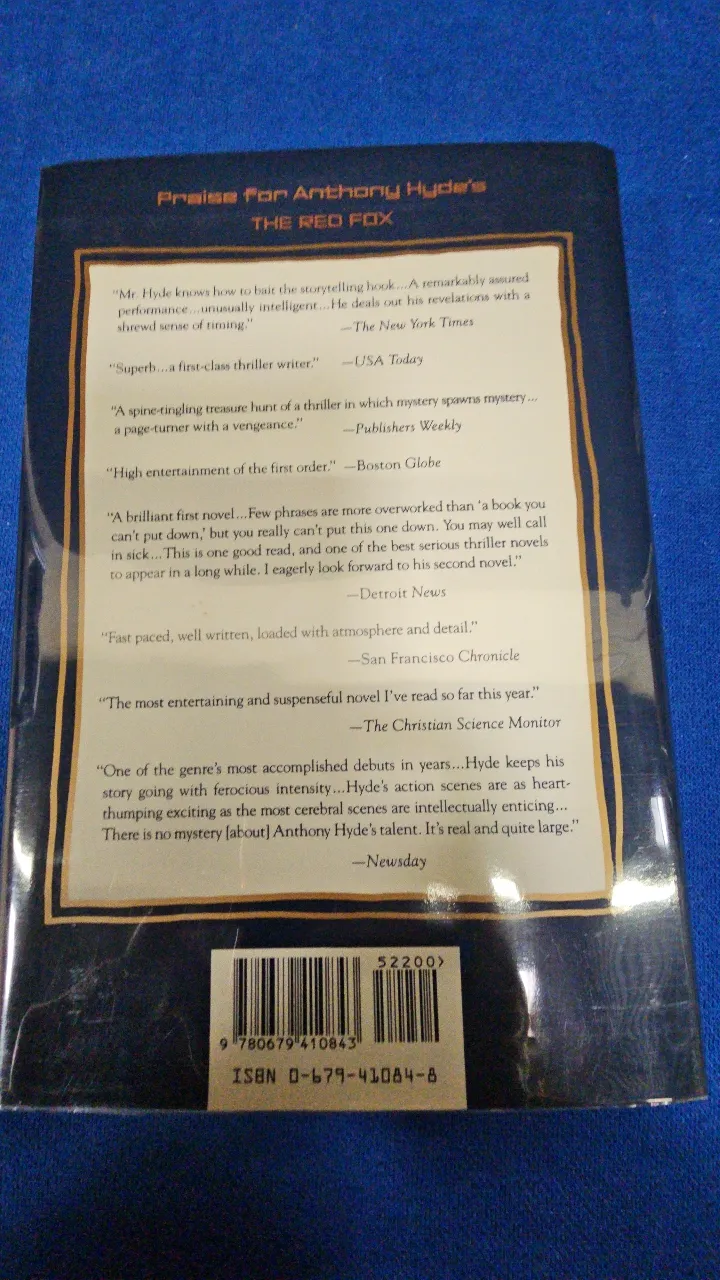 Praise for Anthony Hyde's
THE RED FOX
"Mr. Hyde knows how to bait the storytelling hook...A remarkably assured
performance...unusually intelligent...He deals out his revelations with a
shrewd sense of timing." —The New York Times
"Superb...a first-class thriller writer." —USA Today
"A spine-tingling treasure hunt of a thriller in which mystery spawns mystery...
a page-turner with a vengeance." —Publishers Weekly
"High entertainment of the first order." —Boston Globe
"A brilliant first novel...Few phrases are more overworked than 'a book you
can't put down,' but you really can't put this one down. You may well call
in sick...This is one good read, and one of the best serious thriller novels
to appear in a long while. I eagerly look forward to his second novel."
—Detroit News
"Fast paced, well written, loaded with atmosphere and detail."
—San Francisco Chronicle
"The most entertaining and suspenseful novel I've read so far this year."
—The Christian Science Monitor
"One of the genre's most accomplished debuts in years...Hyde keeps his
story going with ferocious intensity...Hyde's action scenes are as heart-
thumping exciting as the most cerebral scenes are intellectually enticing...
There is no mystery [about] Anthony Hyde's talent. It's real and quite large."
—Newsday
52200>
9 780679 410843
ISBN 0-679-41084-8